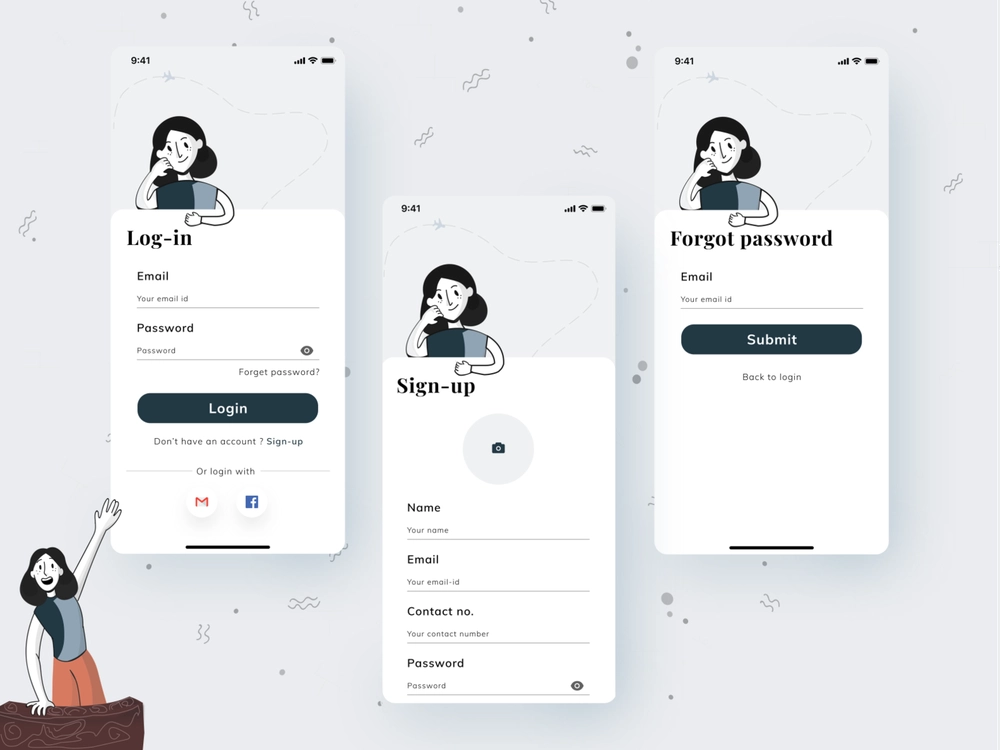 9:41
Log-in
Email
Your email id
Password
Password
Forget password?
Login
Don't have an account ? Sign-up
Or login with
9:41
Sign-up
Name
Your name
Email
Your email-id
Contact no.
Your contact number
Password
Password
9:41
Forgot password
Email
Your email id
Submit
Back to login